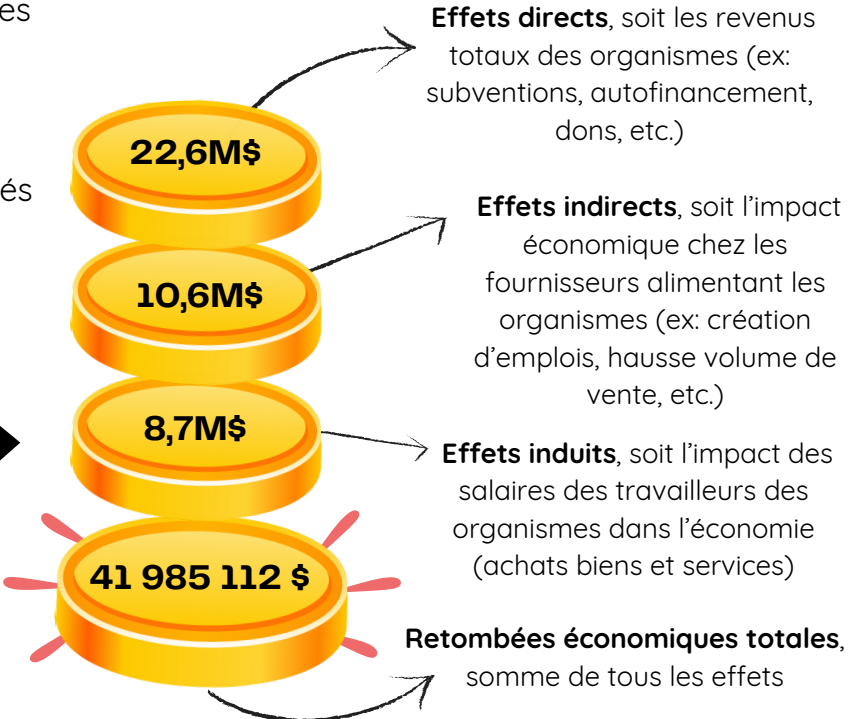 es
és
22,6M$
Effets directs, soit les revenus
totaux des organismes (ex:
subventions, autofinancement,
dons, etc.)
10,6M$
Effets indirects, soit l’impact
économique chez les
fournisseurs alimentant les
organismes (ex: création
d’emplois, hausse volume de
vente, etc.)
8,7M$
Effets induits, soit l’impact des
salaires des travailleurs des
organismes dans l’économie
(achats biens et services)
41 985 112 $
Retombées économiques totales,
somme de tous les effets